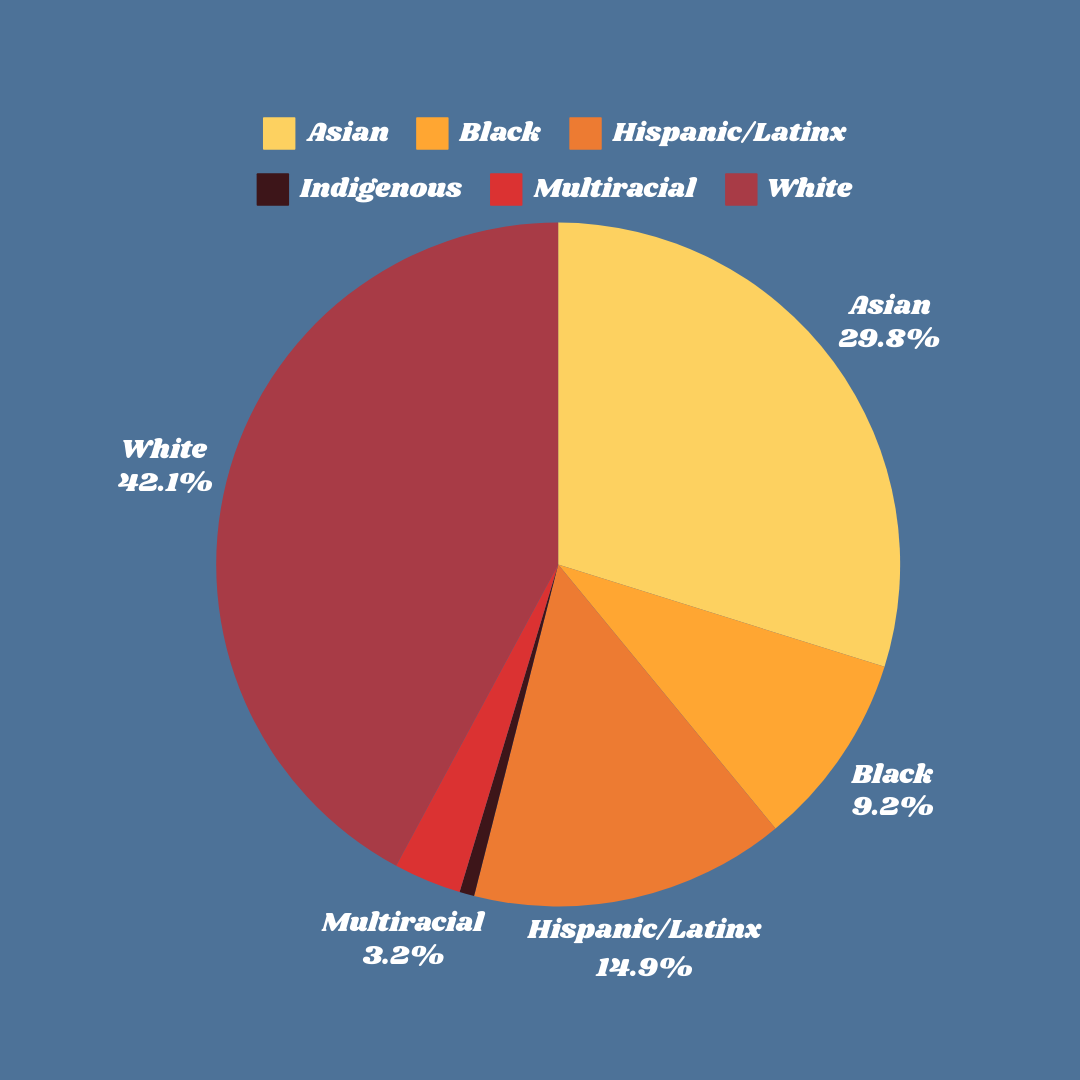 Asian Black Hispanic/Latinx
Indigenous Multiracial White
Asian
29.8%
White
42.1%
Black
9.2%
Multiracial
3.2%
Hispanic/Latinx
14.9%